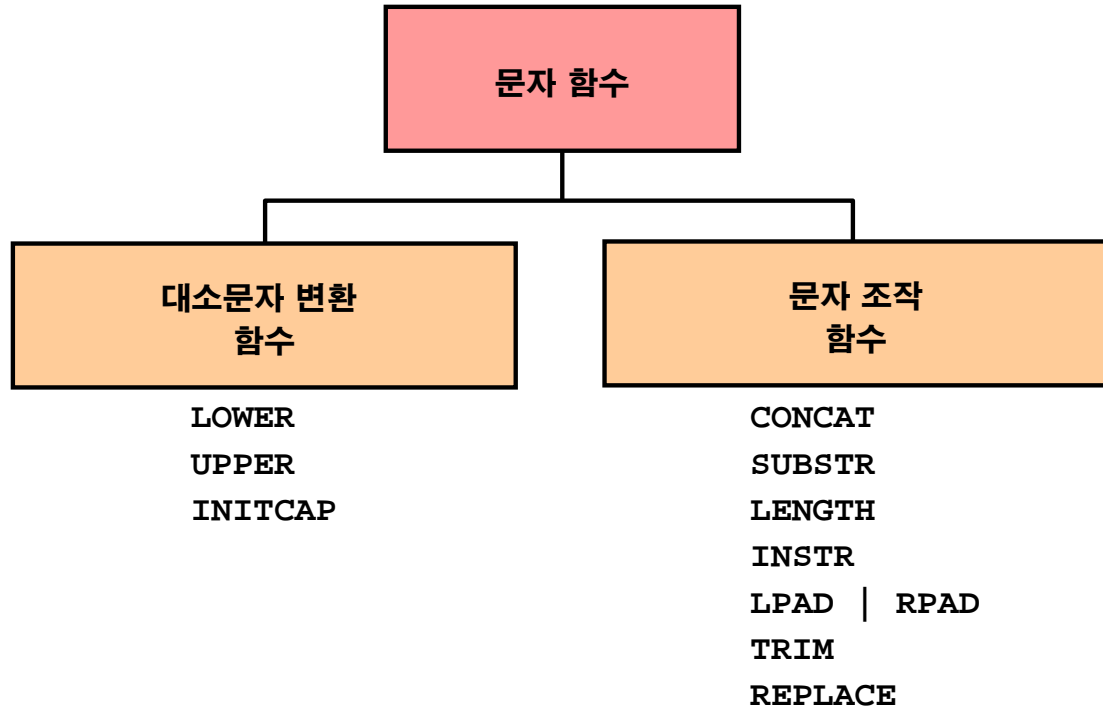 문자 함수
대소문자 변환
함수
LOWER
UPPER
INITCAP
문자 조작
함수
CONCAT
SUBSTR
LENGTH
INSTR
LPAD | RPAD
TRIM
REPLACE